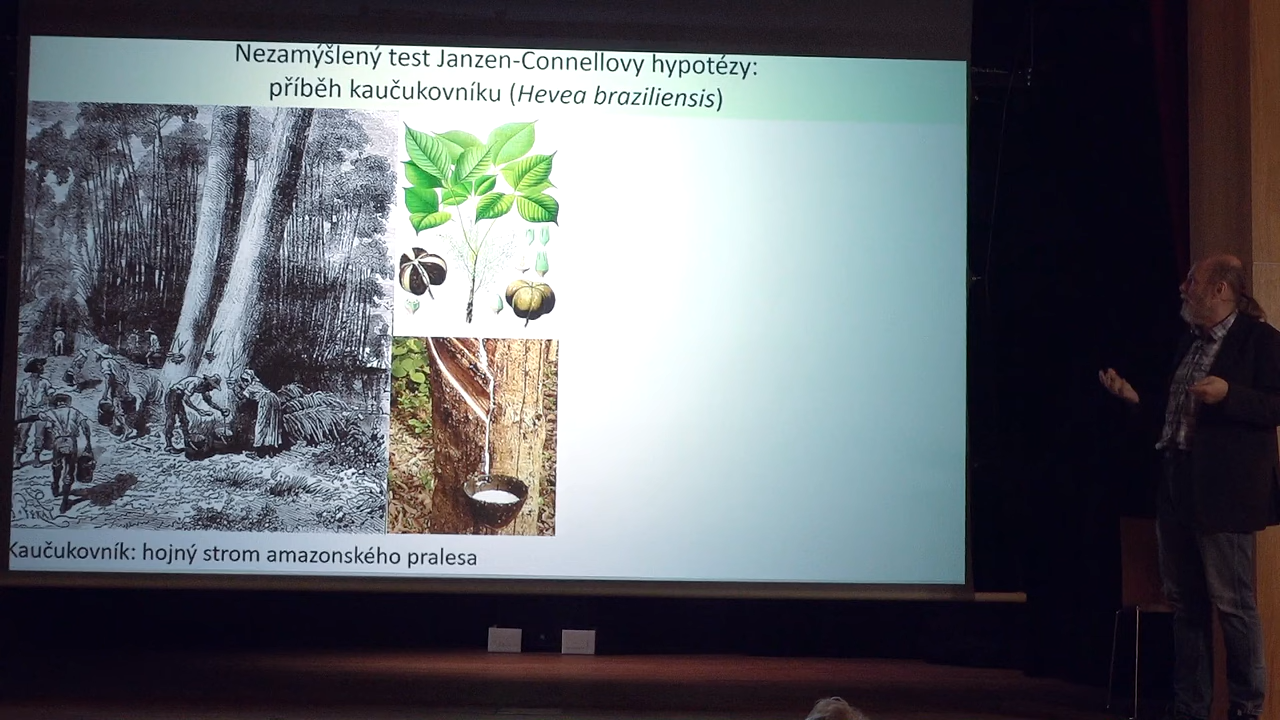 Nezamýšlený test Janzen-Connellovy hypotézy:
příběh kaučukovníku (Hevea braziliensis)
Kaučukovník: hojný strom amazonského pralesa